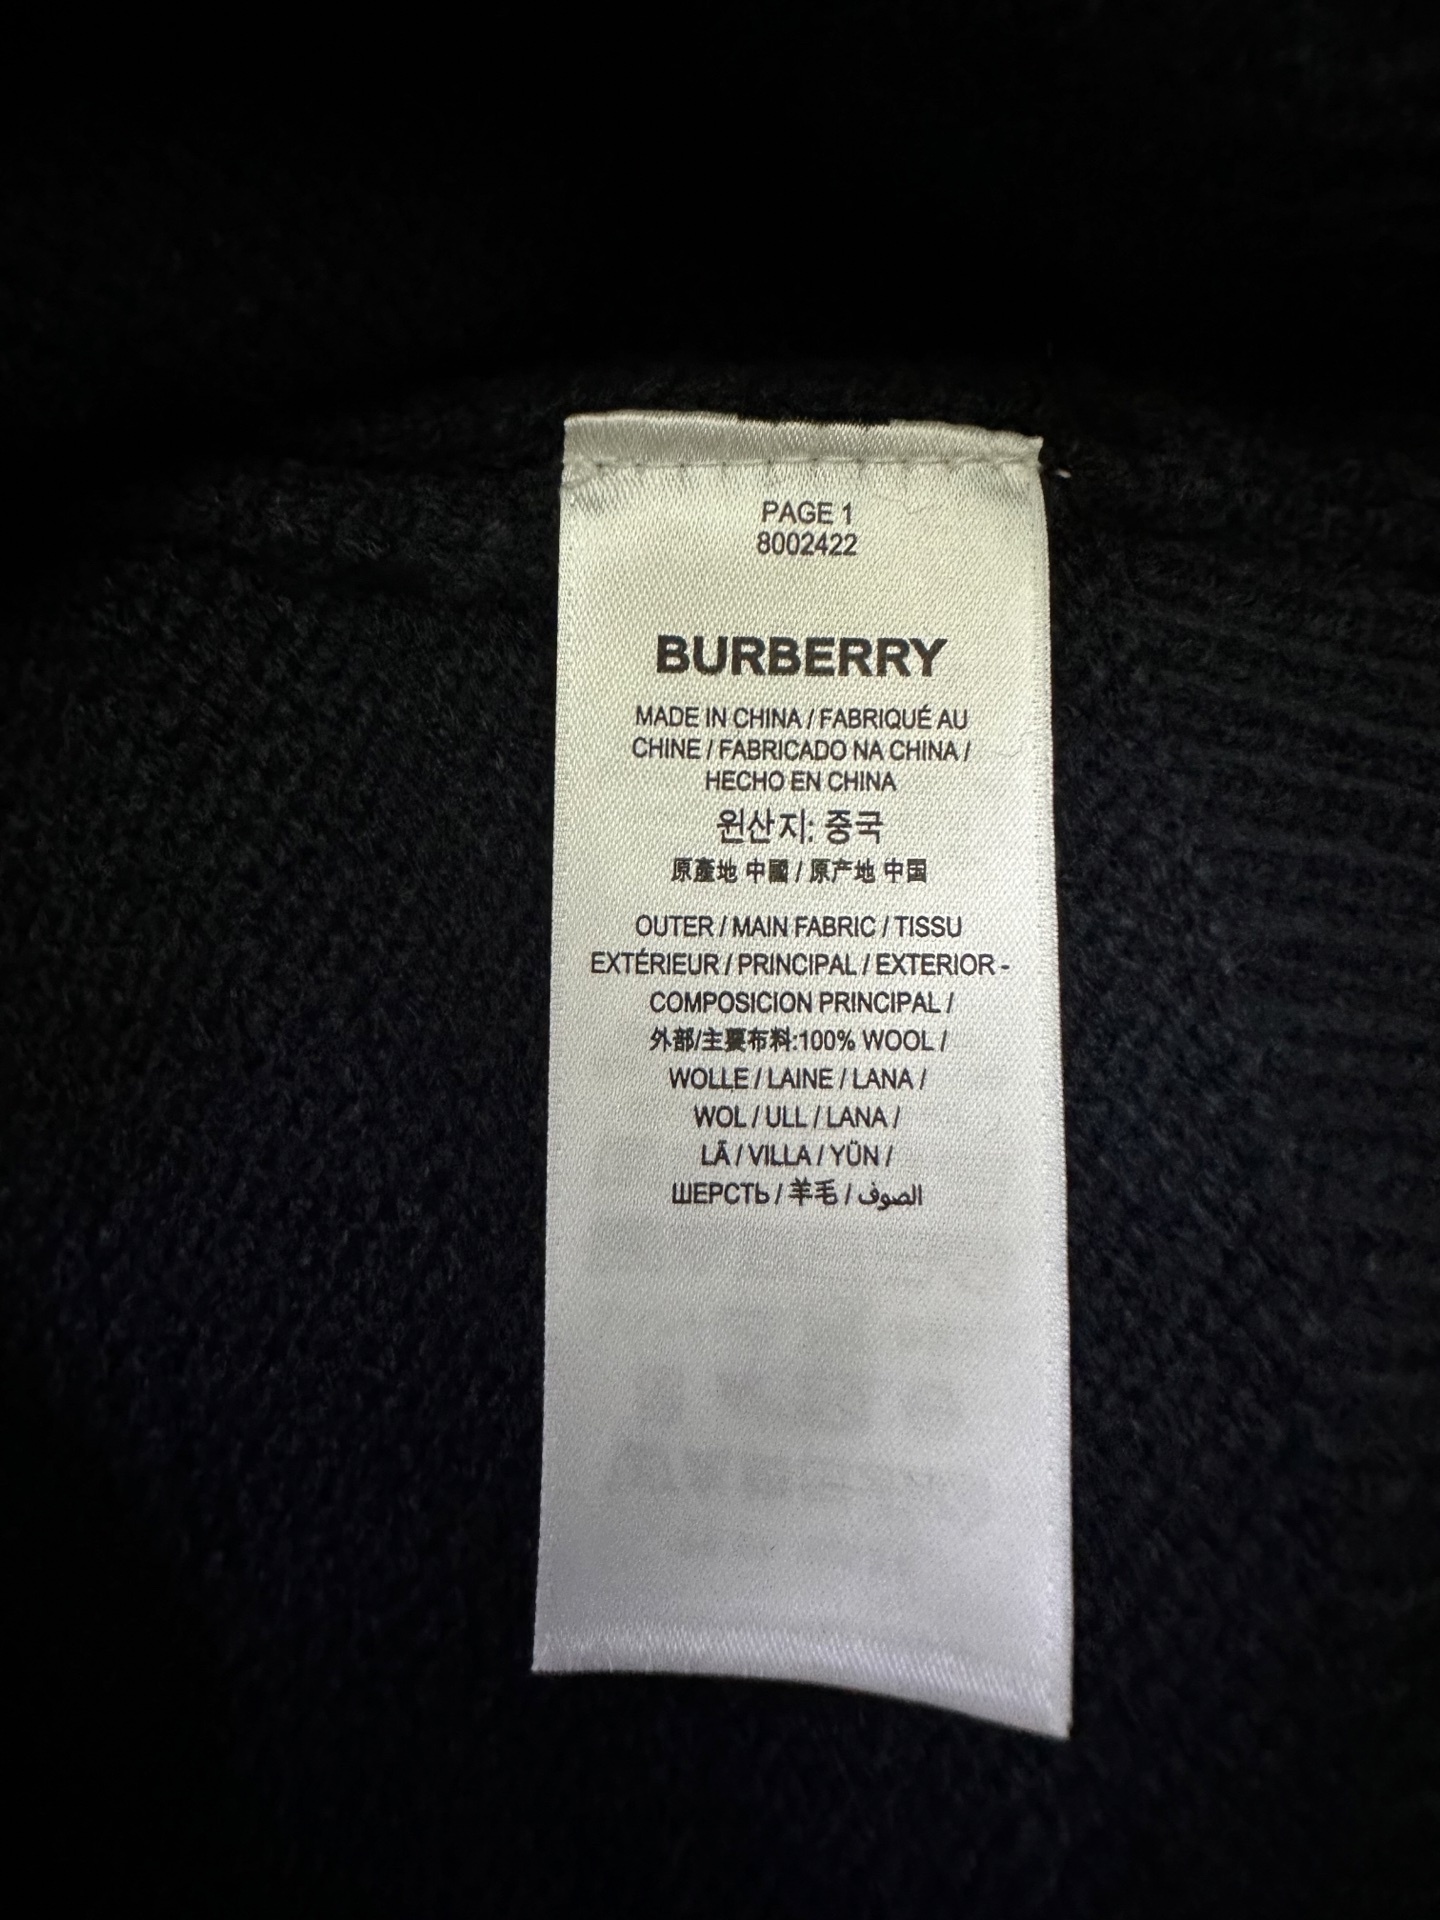 PAGE 1
8002422
BURBERRY
MADE IN CHINA / FABRIQUÉ AU
CHINE / FABRICADO NA CHINA /
HECHO EN CHINA
원산지: 중국
原產地 中國 / 原产地 中国
OUTER / MAIN FABRIC / TISSU
EXTÉRIEUR / PRINCIPAL / EXTERIOR -
COMPOSICION PRINCIPAL /
外部/主要布料:100% WOOL /
WOLLE / LAINE / LANA /
WOL / ULL / LANA /
LÃ / VILLA / YÜN /
ШЕРСТЬ / 羊毛 / الصوف